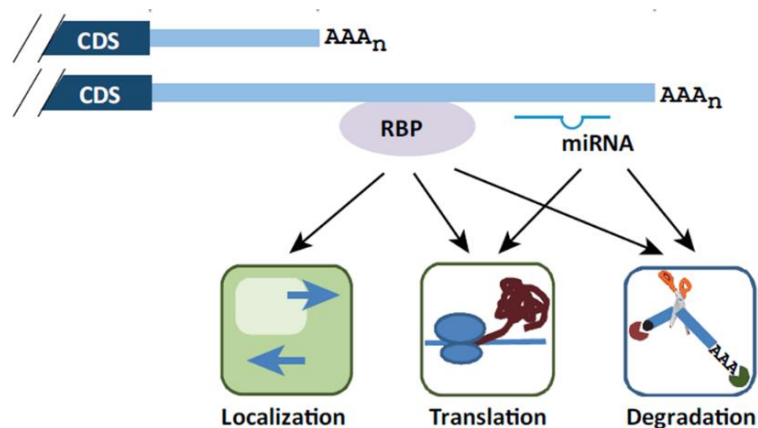 CDS AAAn
CDS AAAn
RBP
miRNA
AAA
Localization Translation Degradation